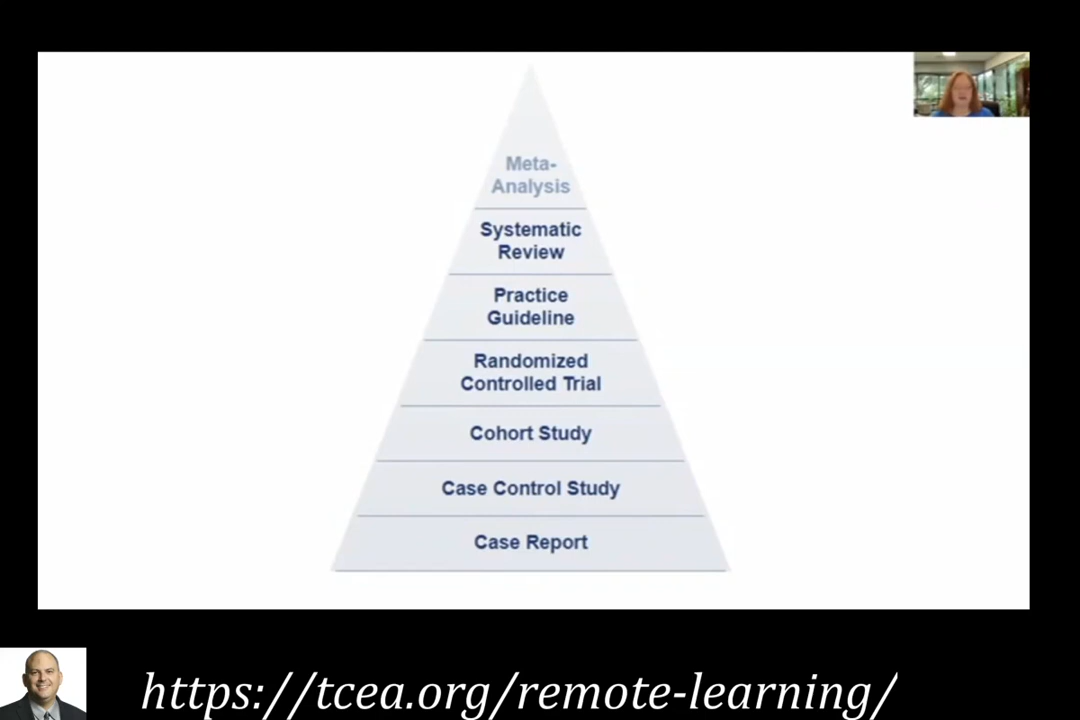 Meta-
Analysis
Systematic
Review
Practice
Guideline
Randomized
Controlled Trial
Cohort Study
Case Control Study
Case Report
https://tcea.org/remote-learning/